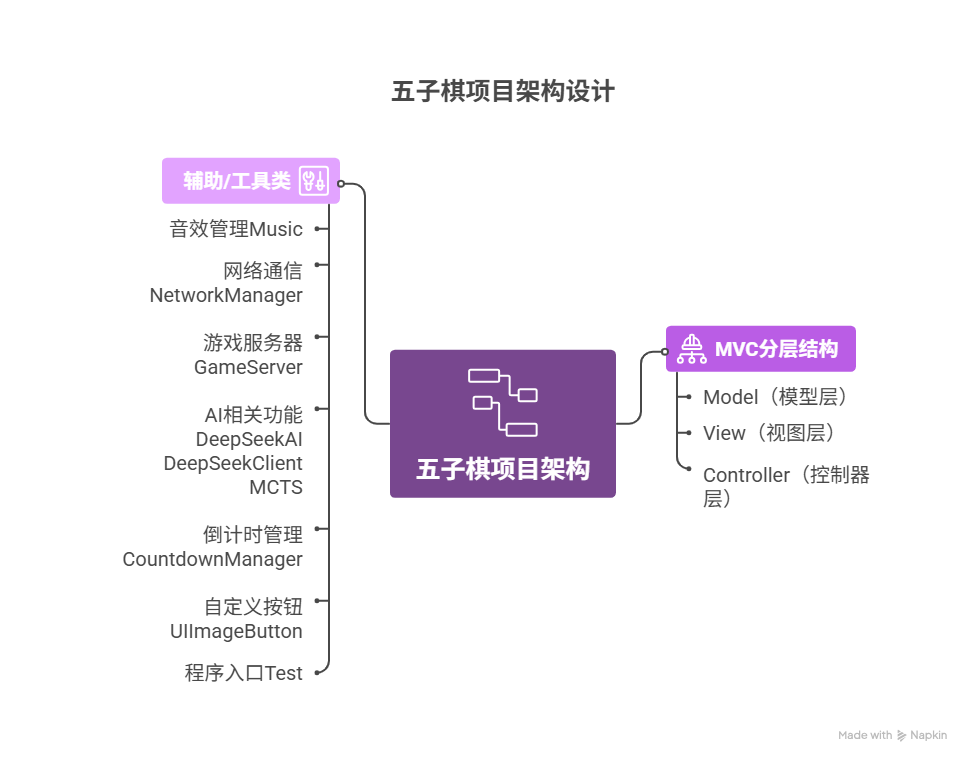 五子棋项目架构设计
辅助/工具类
音效管理Music
网络通信
NetworkManager
游戏服务器
GameServer
AI相关功能
DeepSeekAI
DeepSeekClient
MCTS
倒计时管理
CountdownManager
自定义按钮
UIImageButton
程序入口Test
五子棋项目架构
MVC分层结构
Model（模型层）
View（视图层）
Controller（控制器
层）
Made with Napkin